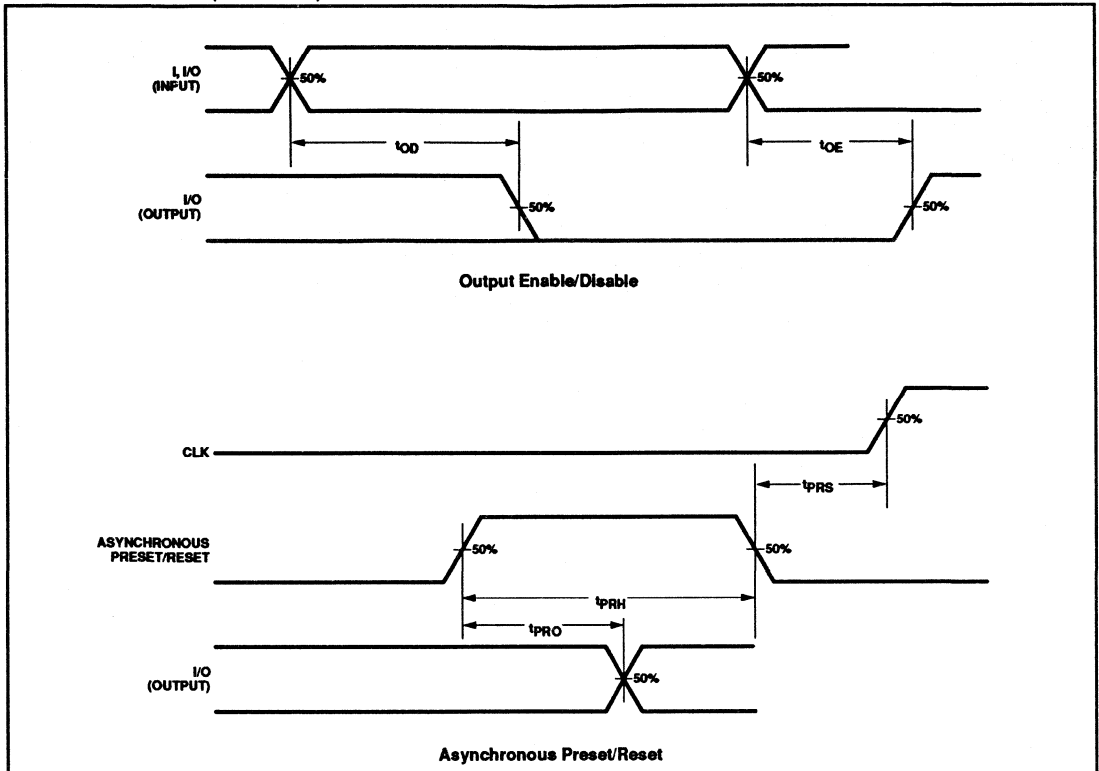 I, I/O
(INPUT)
50%
50%
tOD
tOE
I/O
(OUTPUT)
50%
50%
Output Enable/Disable
CLK
50%
tPRS
ASYNCHRONOUS
PRESET/RESET
50%
50%
tPRH
tPRO
I/O
(OUTPUT)
50%
Asynchronous Preset/Reset